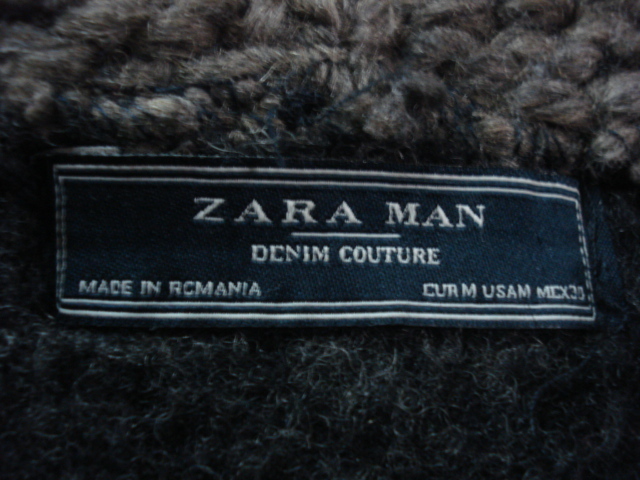 ZARA MAN
DENIM COUTURE
MADE IN ROMANIA EUR M USA M MEX 30